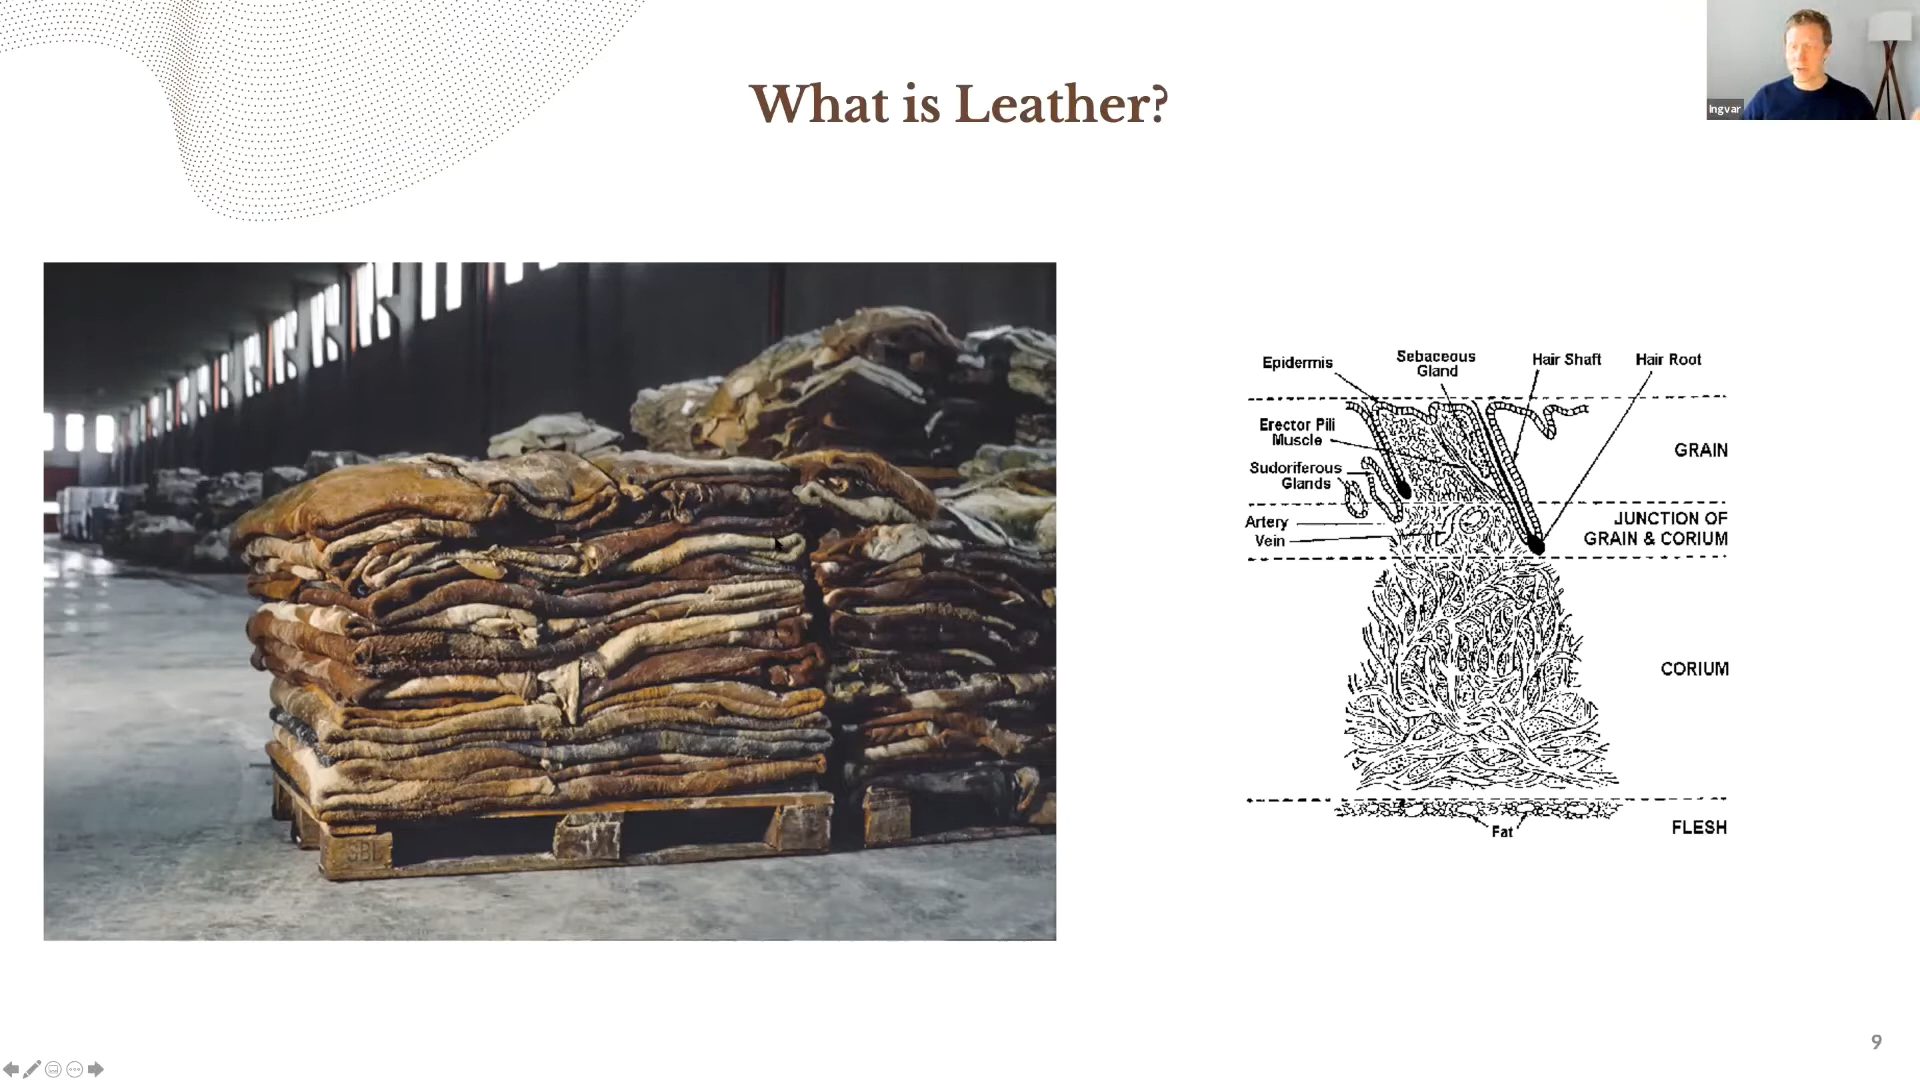 What is Leather?
Ingvar
Epidermis
Sebaceous
Gland
Hair Shaft
Hair Root
Erector Pili
Muscle
GRAIN
Sudoriferous
Glands
Artery
Vein
JUNCTION OF
GRAIN & CORIUM
CORIUM
Fat
FLESH
SBL
9